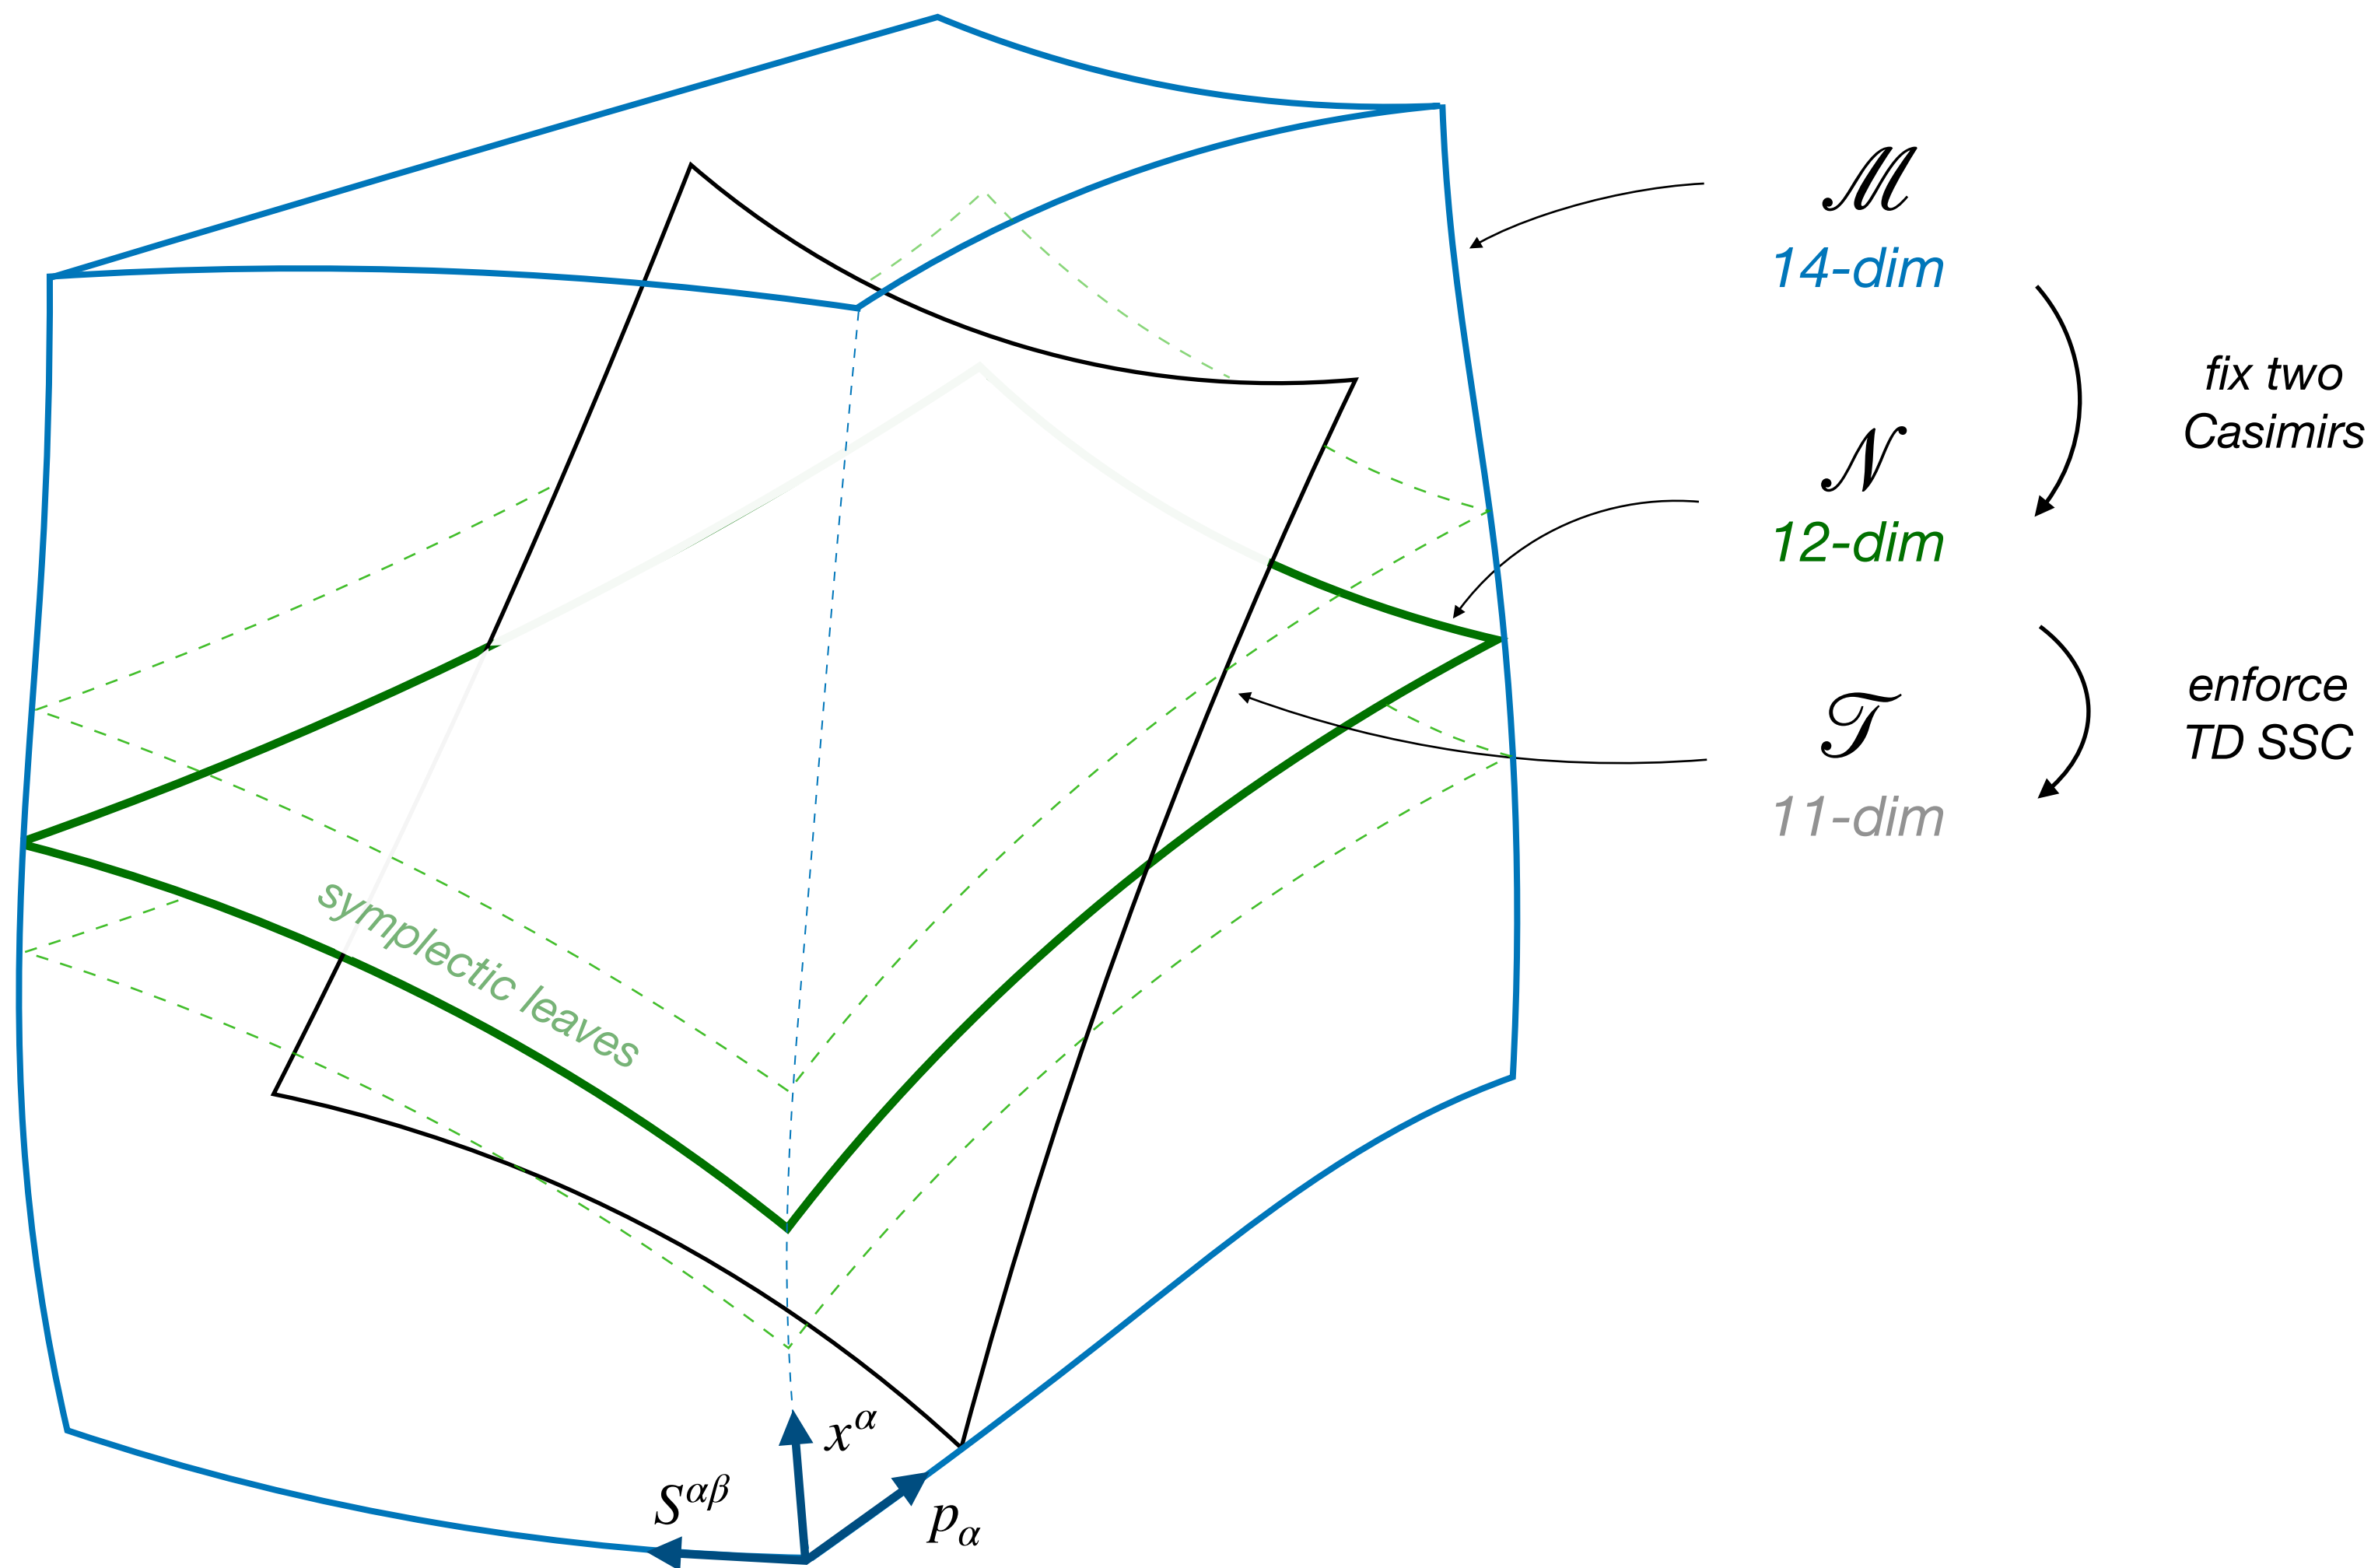 ℳ
14-dim
fix two
Casimirs
𝒩
12-dim
enforce
TD SSC
𝒯
11-dim
symplectic leaves
x^α
S^{αβ}
p_α